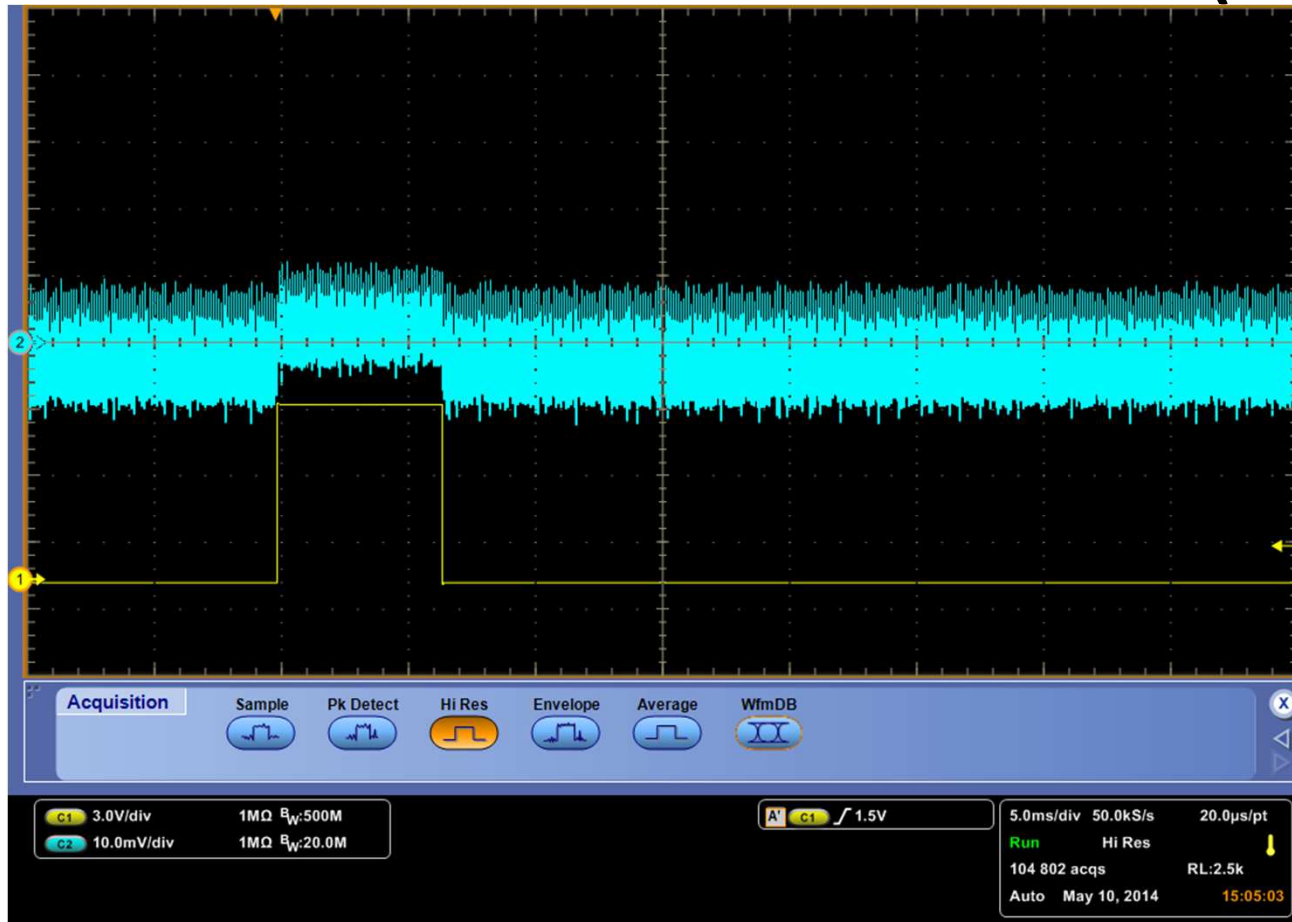 2
1
Acquisition
Sample Pk Detect Hi Res Envelope Average WfmDB
X
C1 3.0V/div 1MΩ BW:500M
C2 10.0mV/div 1MΩ BW:20.0M
A' C1 1.5V
5.0ms/div 50.0kS/s 20.0µs/pt
Run Hi Res
104 802 acqs RL:2.5k
Auto May 10, 2014 15:05:03